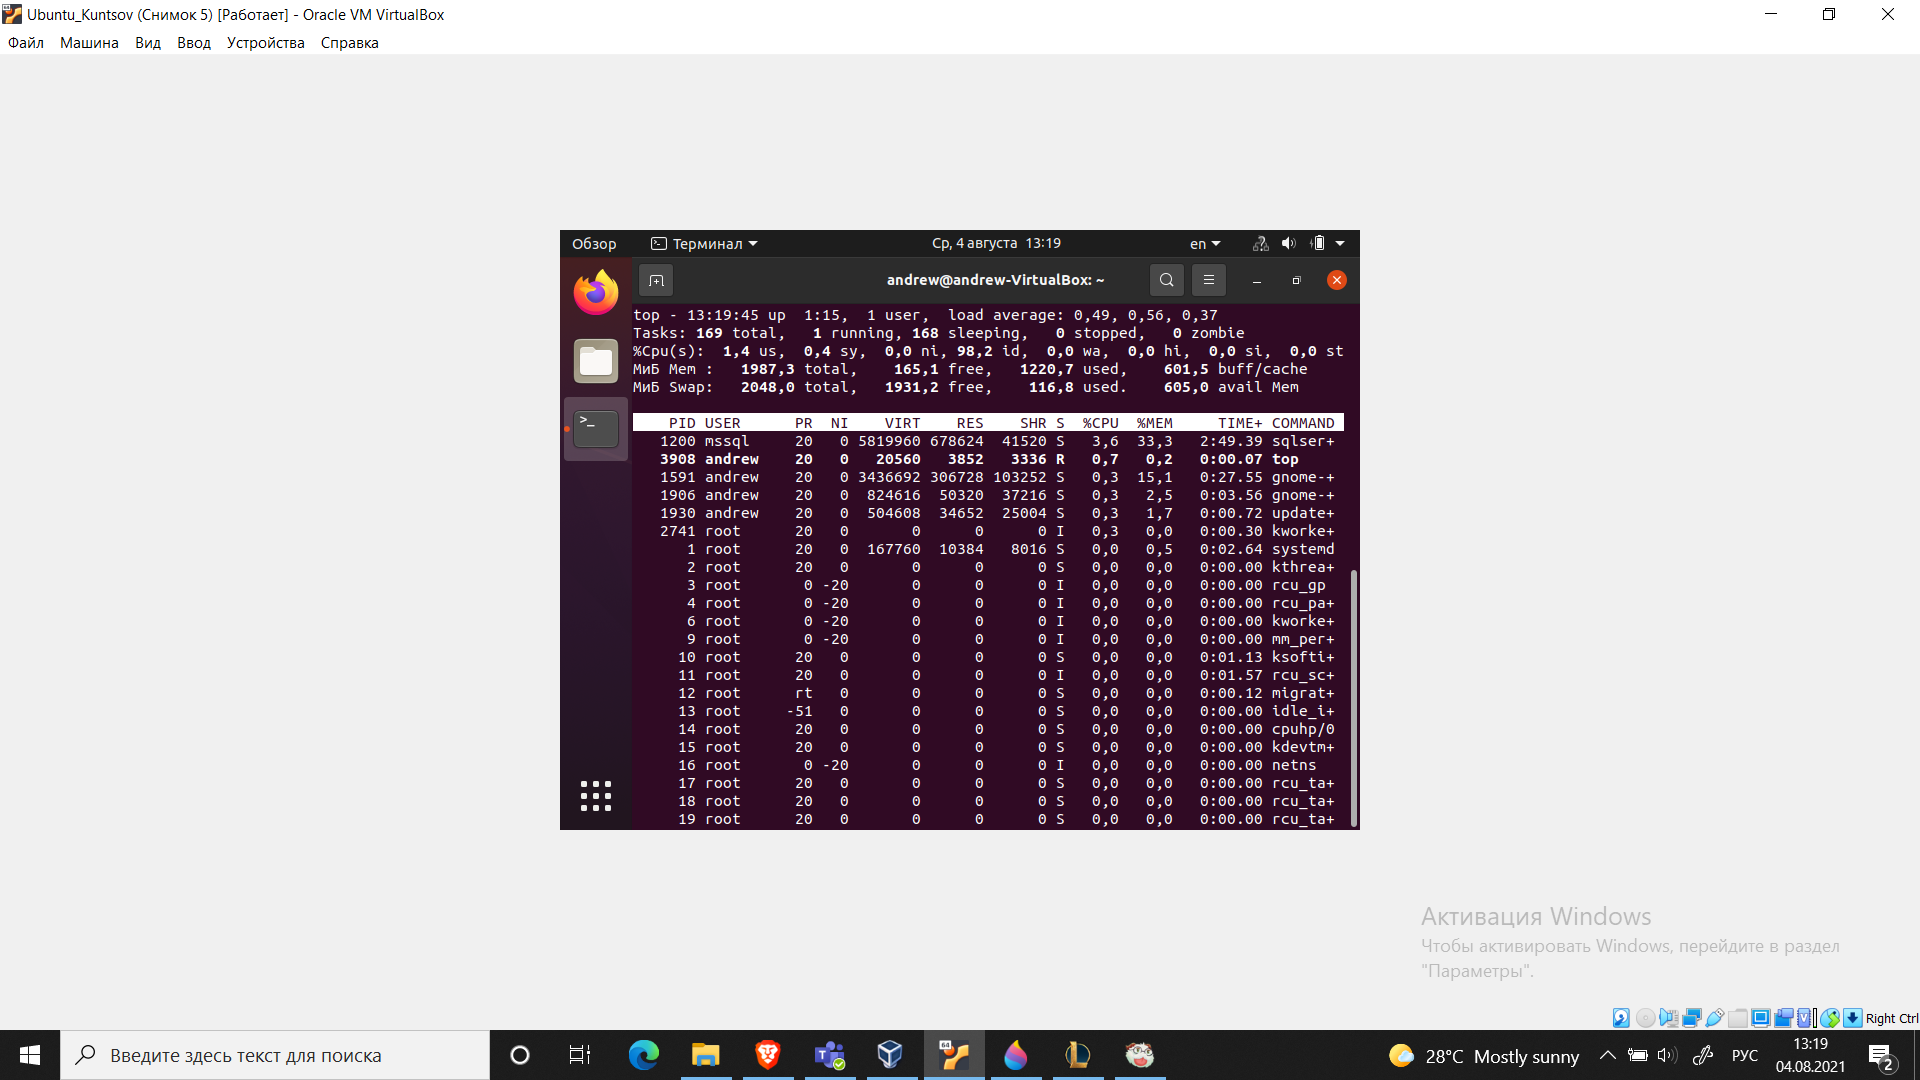 Ubuntu_Kuntsov (Снимок 5) [Работает] - Oracle VM VirtualBox
Файл Машина Вид Ввод Устройства Справка
Обзор Терминал Ср, 4 августа 13:19 en
andrew@andrew-VirtualBox: ~
top - 13:19:45 up 1:15, 1 user, load average: 0,49, 0,56, 0,37
Tasks: 169 total, 1 running, 168 sleeping, 0 stopped, 0 zombie
%Cpu(s): 1,4 us, 0,4 sy, 0,0 ni, 98,2 id, 0,0 wa, 0,0 hi, 0,0 si, 0,0 st
МиБ Mem : 1987,3 total, 165,1 free, 1220,7 used, 601,5 buff/cache
МиБ Swap: 2048,0 total, 1931,2 free, 116,8 used. 605,0 avail Mem
PID USER PR NI VIRT RES SHR S %CPU %MEM TIME+ COMMAND
1200 mssql 20 0 5819960 678624 41520 S 3,6 33,3 2:49.39 sqlser+
3908 andrew 20 0 20560 3852 3336 R 0,7 0,2 0:00.07 top
1591 andrew 20 0 3436692 306728 103252 S 0,3 15,1 0:27.55 gnome-+
1906 andrew 20 0 824616 50320 37216 S 0,3 2,5 0:03.56 gnome-+
1930 andrew 20 0 504608 34652 25004 S 0,3 1,7 0:00.72 update+
2741 root 20 0 0 0 0 I 0,3 0,0 0:00.30 kworke+
1 root 20 0 167760 10384 8016 S 0,0 0,5 0:02.64 systemd
2 root 20 0 0 0 0 S 0,0 0,0 0:00.00 kthrea+
3 root 0 -20 0 0 0 I 0,0 0,0 0:00.00 rcu_gp
4 root 0 -20 0 0 0 I 0,0 0,0 0:00.00 rcu_pa+
6 root 0 -20 0 0 0 I 0,0 0,0 0:00.00 kworke+
9 root 0 -20 0 0 0 I 0,0 0,0 0:00.00 mm_per+
10 root 20 0 0 0 0 S 0,0 0,0 0:01.13 ksofti+
11 root 20 0 0 0 0 I 0,0 0,0 0:01.57 rcu_sc+
12 root rt 0 0 0 0 S 0,0 0,0 0:00.12 migrat+
13 root -51 0 0 0 0 S 0,0 0,0 0:00.00 idle_i+
14 root 20 0 0 0 0 S 0,0 0,0 0:00.00 cpuhp/0
15 root 20 0 0 0 0 S 0,0 0,0 0:00.00 kdevtm+
16 root 0 -20 0 0 0 I 0,0 0,0 0:00.00 netns
17 root 20 0 0 0 0 S 0,0 0,0 0:00.00 rcu_ta+
18 root 20 0 0 0 0 S 0,0 0,0 0:00.00 rcu_ta+
19 root 20 0 0 0 0 S 0,0 0,0 0:00.00 rcu_ta+
Активация Windows
Чтобы активировать Windows, перейдите в раздел
"Параметры".
Right Ctrl
Введите здесь текст для поиска
28°C Mostly sunny
РУС
13:19
04.08.2021
2